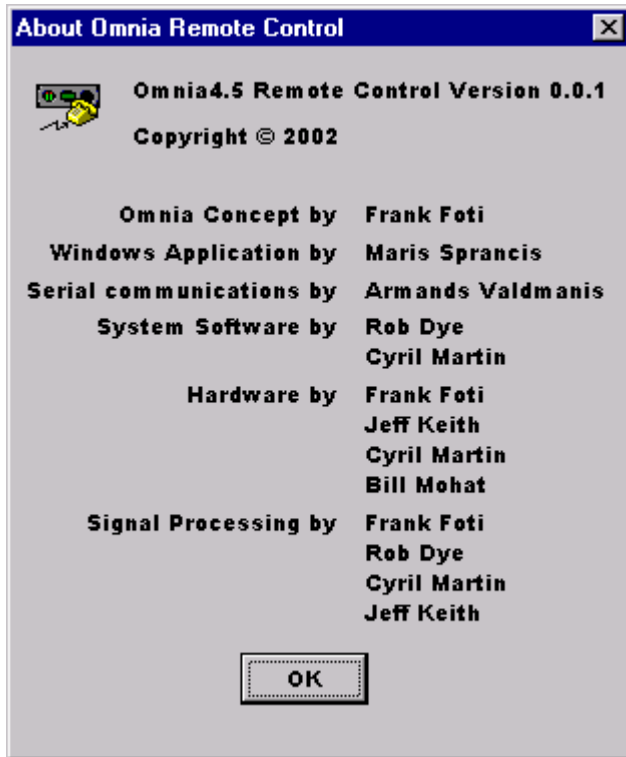 About Omnia Remote Control
Omnia4.5 Remote Control Version 0.0.1
Copyright © 2002
Omnia Concept by Frank Foti
Windows Application by Maris Sprancis
Serial communications by Armands Valdmanis
System Software by Rob Dye
Cyril Martin
Hardware by Frank Foti
Jeff Keith
Cyril Martin
Bill Mohat
Signal Processing by Frank Foti
Rob Dye
Cyril Martin
Jeff Keith
OK